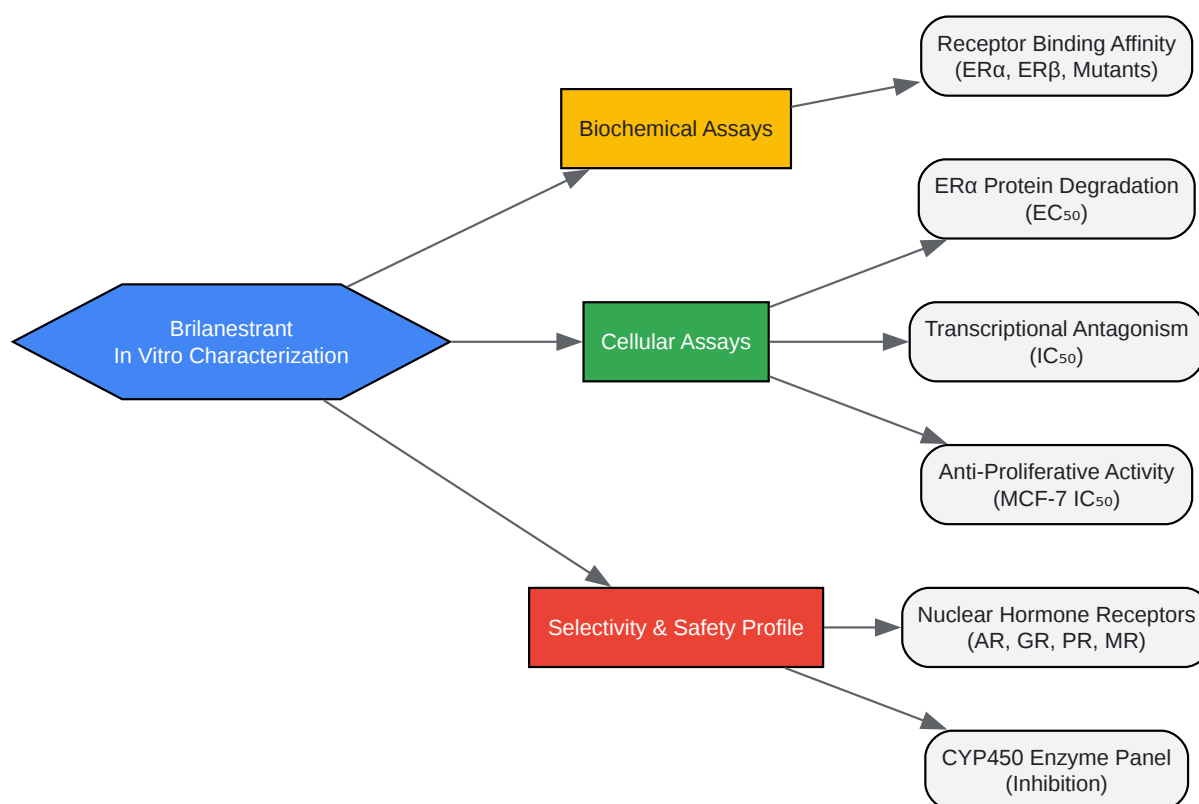 Receptor Binding Affinity
(ERα, ERβ, Mutants)
Biochemical Assays
ERα Protein Degradation
(EC₅₀)
Brilanestrant
In Vitro Characterization
Cellular Assays
Transcriptional Antagonism
(IC₅₀)
Anti-Proliferative Activity
(MCF-7 IC₅₀)
Selectivity & Safety Profile
Nuclear Hormone Receptors
(AR, GR, PR, MR)
CYP450 Enzyme Panel
(Inhibition)